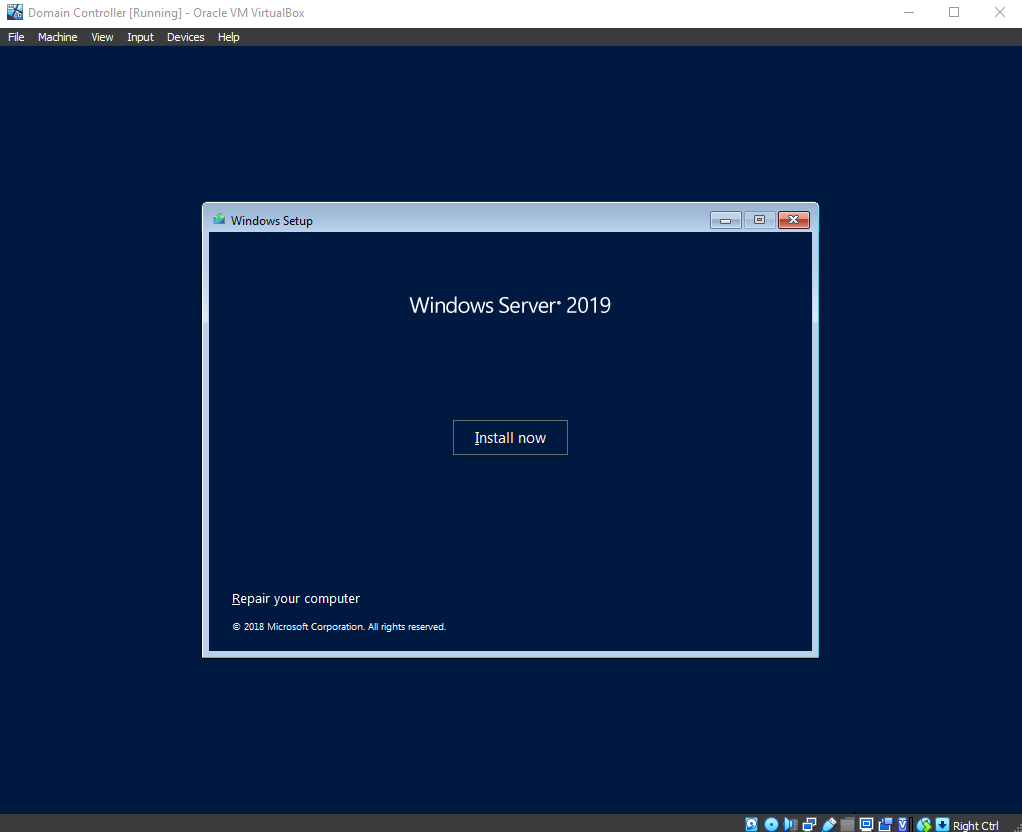 Domain Controller [Running] - Oracle VM VirtualBox
File Machine View Input Devices Help
Windows Setup
Windows Server® 2019
Install now
Repair your computer
© 2018 Microsoft Corporation. All rights reserved.
Right Ctrl